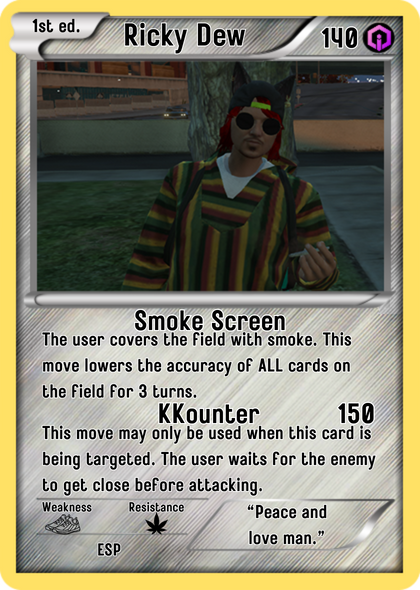 1st ed.
Ricky Dew
140
Smoke Screen
The user covers the field with smoke. This
move lowers the accuracy of ALL cards on
the field for 3 turns.
KKounter 150
This move may only be used when this card is
being targeted. The user waits for the enemy
to get close before attacking.
Weakness
Resistance
ESP
“Peace and
love man.”